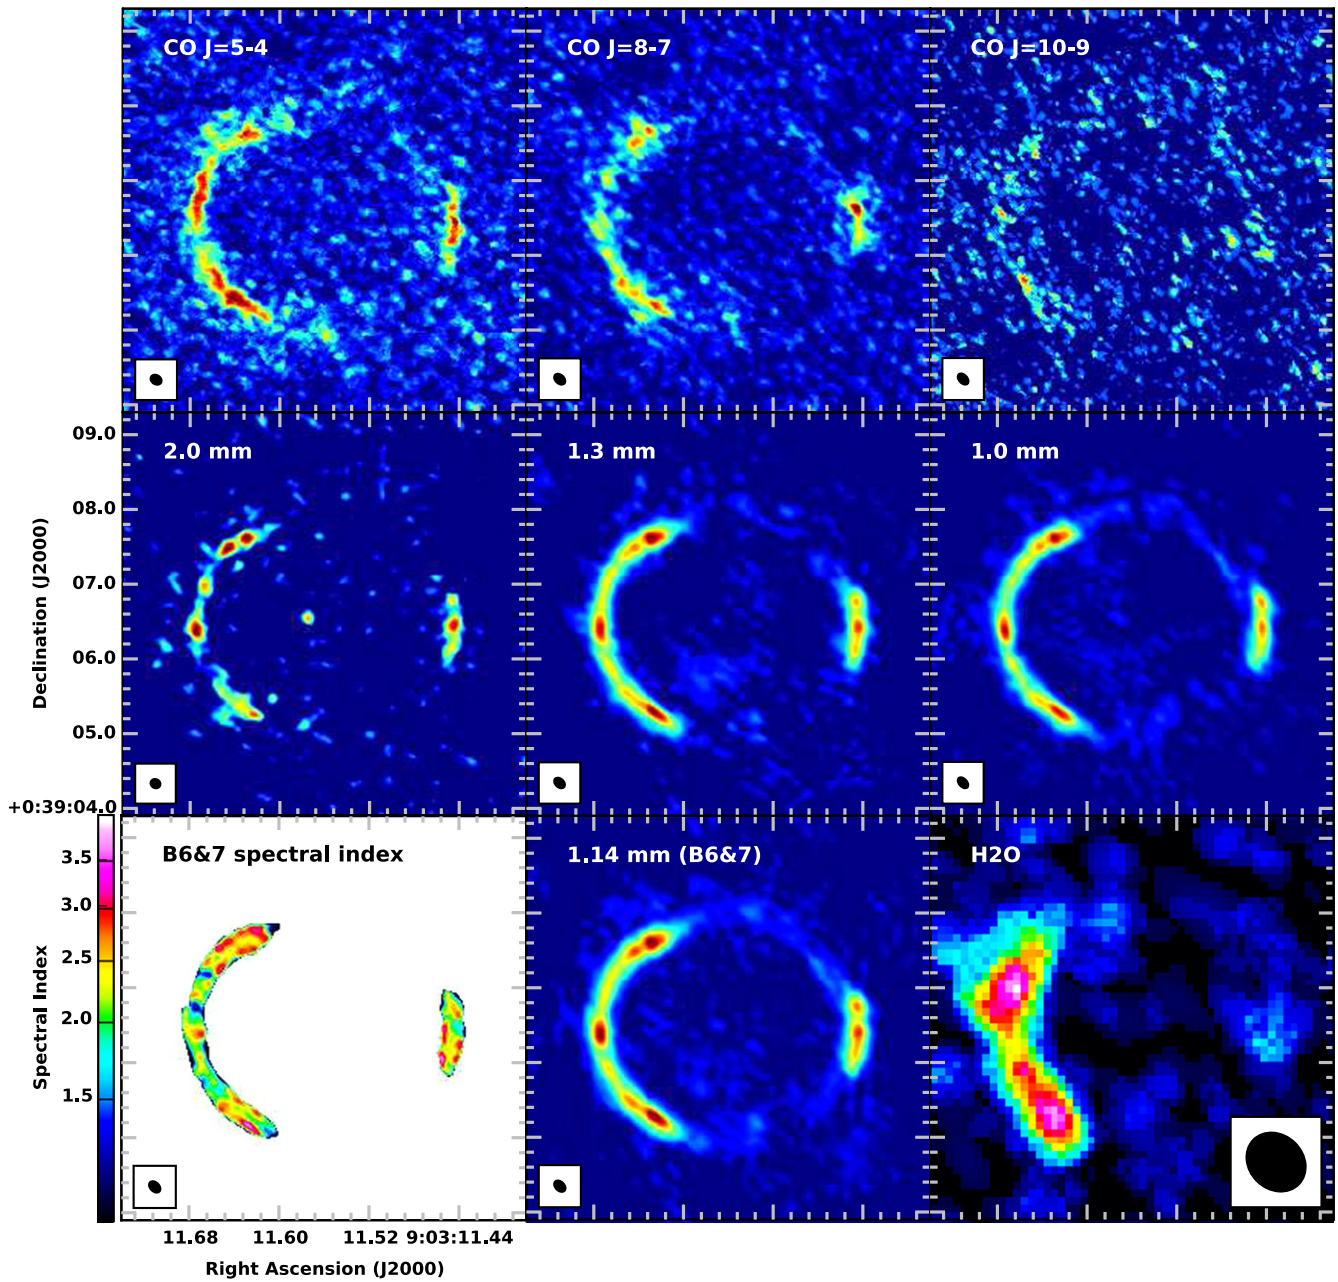 CO J=5-4
CO J=8-7
CO J=10-9
2.0 mm
1.3 mm
1.0 mm
09.0
08.0
07.0
06.0
05.0
+0:39:04.0
Declination (J2000)
B6&7 spectral index
1.14 mm (B6&7)
H2O
3.5
3.0
2.5
2.0
1.5
Spectral Index
11.68 11.60 11.52 9:03:11.44
Right Ascension (J2000)